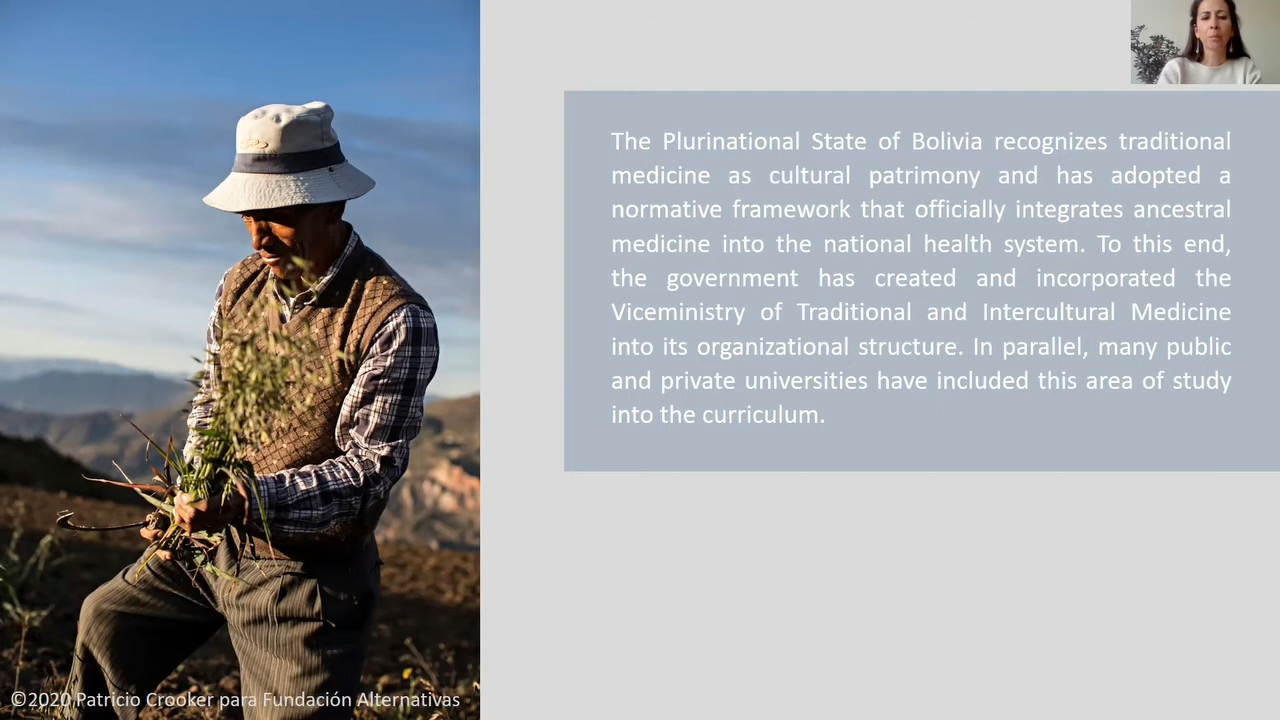 The Plurinational State of Bolivia recognizes traditional
medicine as cultural patrimony and has adopted a
normative framework that officially integrates ancestral
medicine into the national health system. To this end,
the government has created and incorporated the
Viceministry of Traditional and Intercultural Medicine
into its organizational structure. In parallel, many public
and private universities have included this area of study
into the curriculum.
©2020 Patricio Crooker para Fundación Alternativas